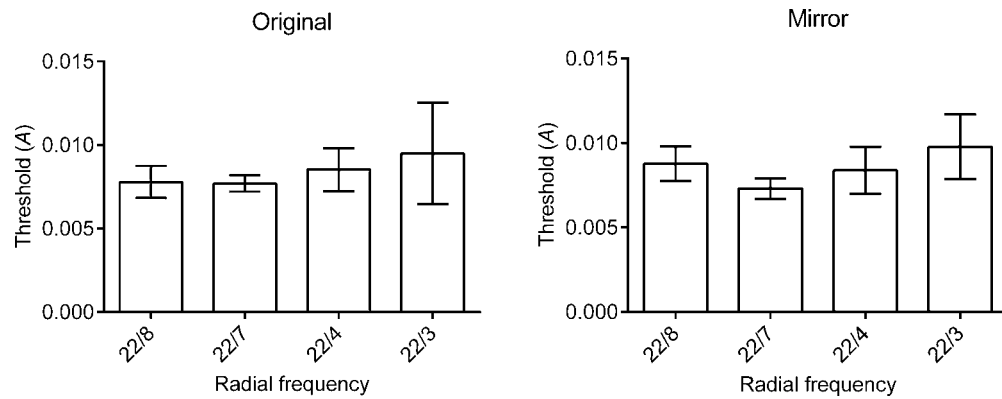 Original
0.015
0.010
0.005
0.000
Threshold (A)
22/8
22/7
22/4
22/3
Radial frequency
Mirror
0.015
0.010
0.005
0.000
Threshold (A)
22/8
22/7
22/4
22/3
Radial frequency